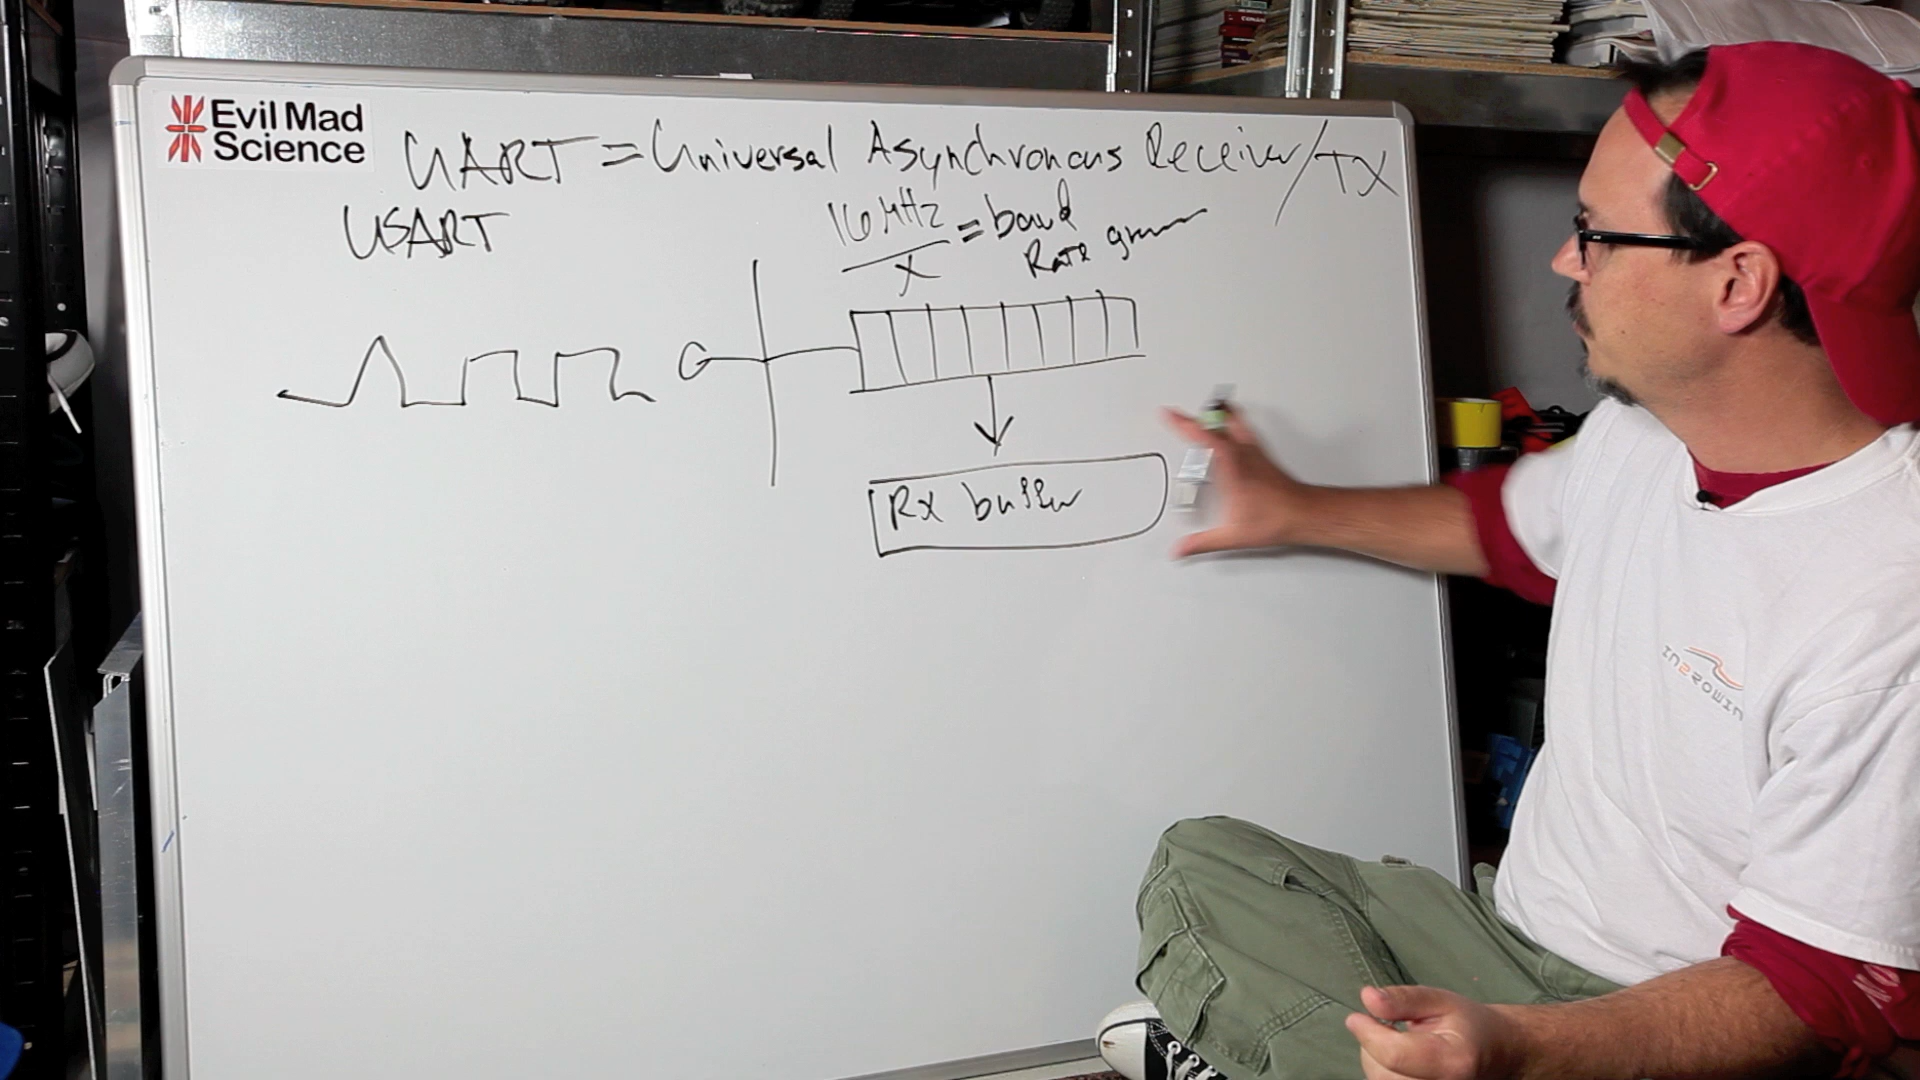 Evil Mad
Science
UART = Universal Asynchronous Receiver/TX
USART
16 MHz
X
= baud
Rate
Rx buffer